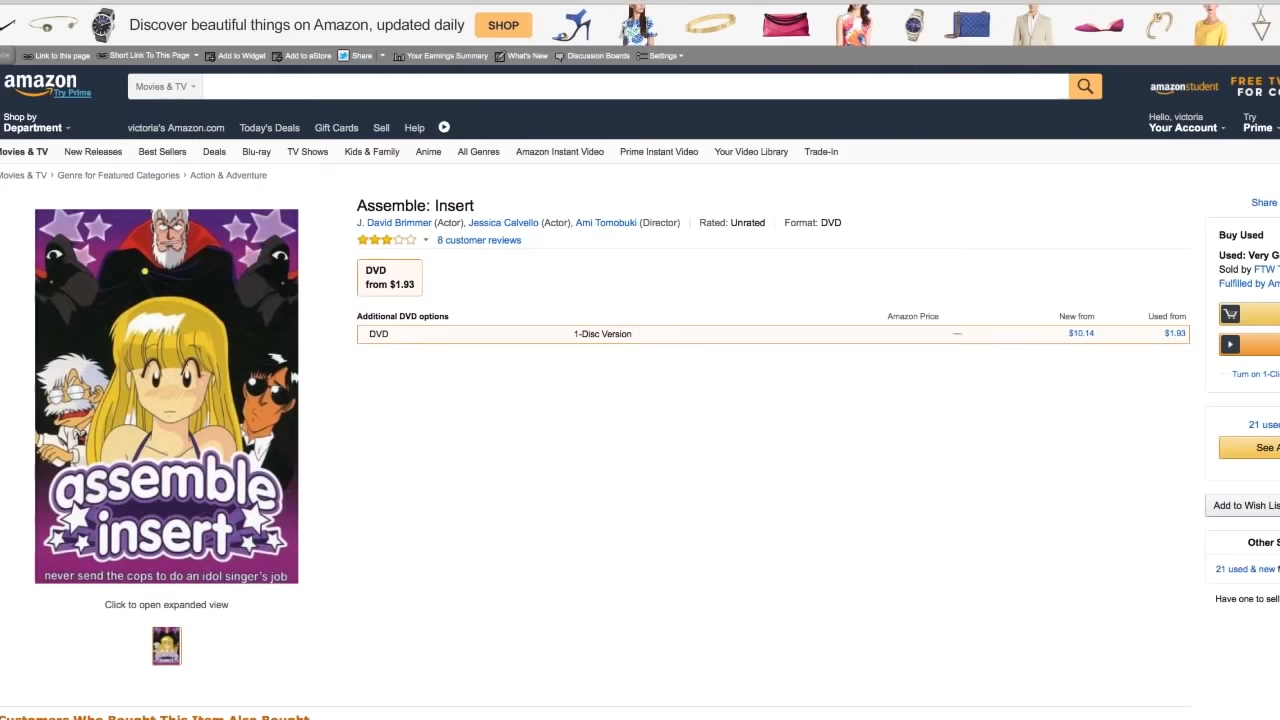 Discover beautiful things on Amazon, updated daily SHOP
Link to this page Short Link To This Page Add to Widget Add to aStore Share Your Earnings Summary What's New Discussion Boards Settings
amazon
Try Prime
Movies & TV
amazonstudent
FREE TW
FOR CO
Shop by
Department
victoria's Amazon.com Today's Deals Gift Cards Sell Help
Hello, victoria
Your Account
Try
Prime
Movies & TV New Releases Best Sellers Deals Blu-ray TV Shows Kids & Family Anime All Genres Amazon Instant Video Prime Instant Video Your Video Library Trade-In
Movies & TV › Genre for Featured Categories › Action & Adventure
Assemble: Insert
J. David Brimmer (Actor), Jessica Calvello (Actor), Ami Tomobuki (Director) | Rated: Unrated Format: DVD
8 customer reviews
DVD
from $1.93
Additional DVD options Amazon Price New from Used from
DVD 1-Disc Version — $10.14 $1.93
assemble
insert
never send the cops to do an idol singer's job
Click to open expanded view
Share
Buy Used
Used: Very G
Sold by FTW
Fulfilled by Am
Turn on 1-Cli
21 used
See A
Add to Wish Lis
Other S
21 used & new f
Have one to sell
Customers Who Bought This Item Also Bought